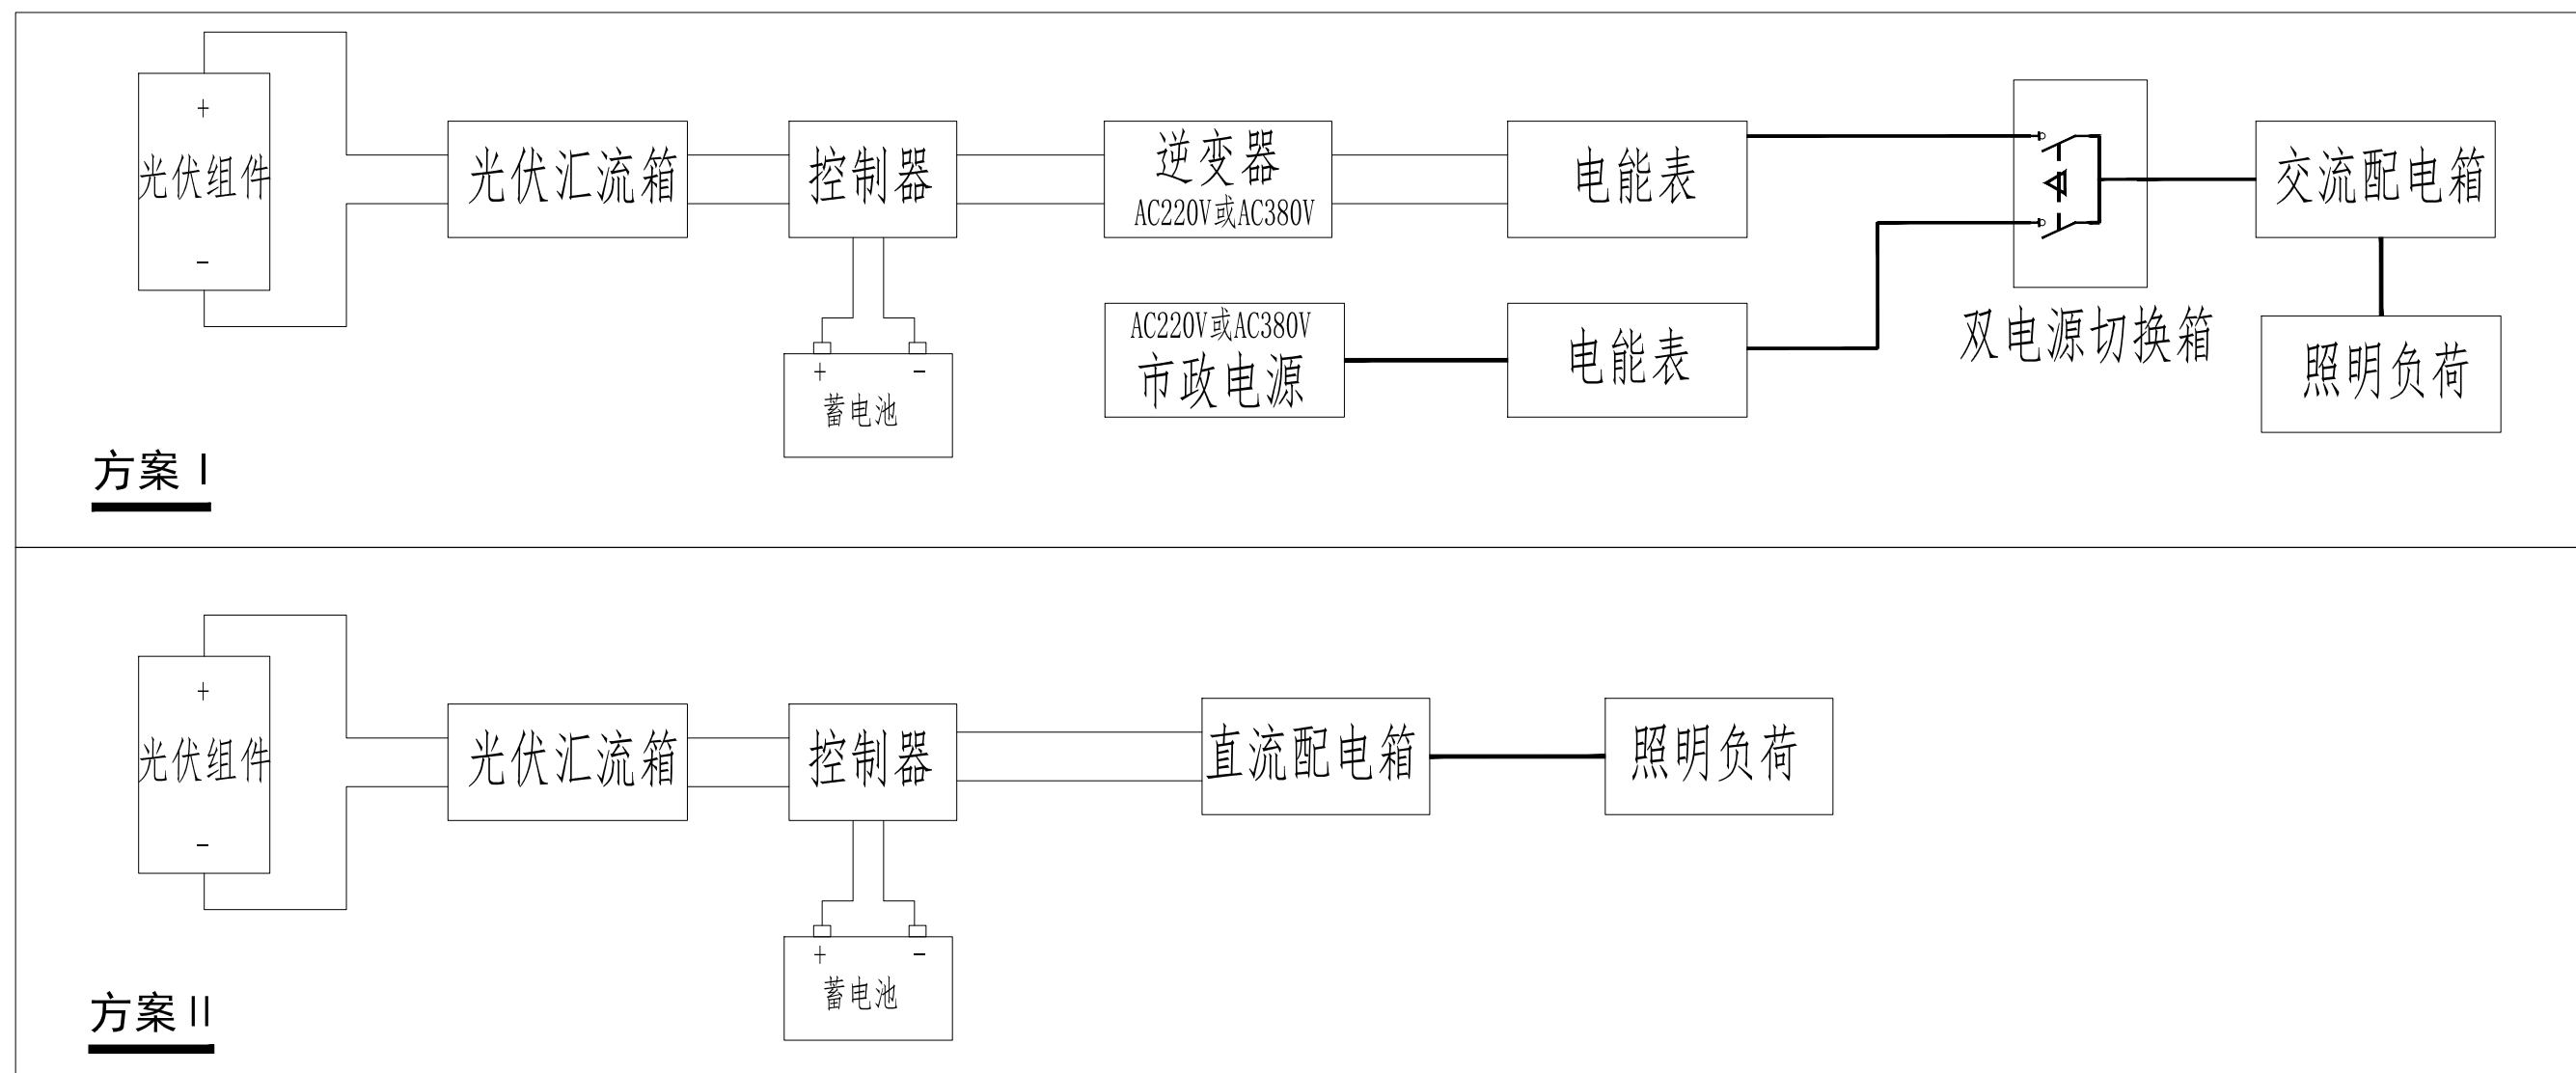 +
光伏组件
-
光伏汇流箱
控制器
逆变器
AC220V或AC380V
电能表
交流配电箱
+ -
蓄电池
AC220V或AC380V
市政电源
电能表
双电源切换箱
照明负荷
方案 I
+
光伏组件
-
光伏汇流箱
控制器
直流配电箱
照明负荷
+ -
蓄电池
方案 II